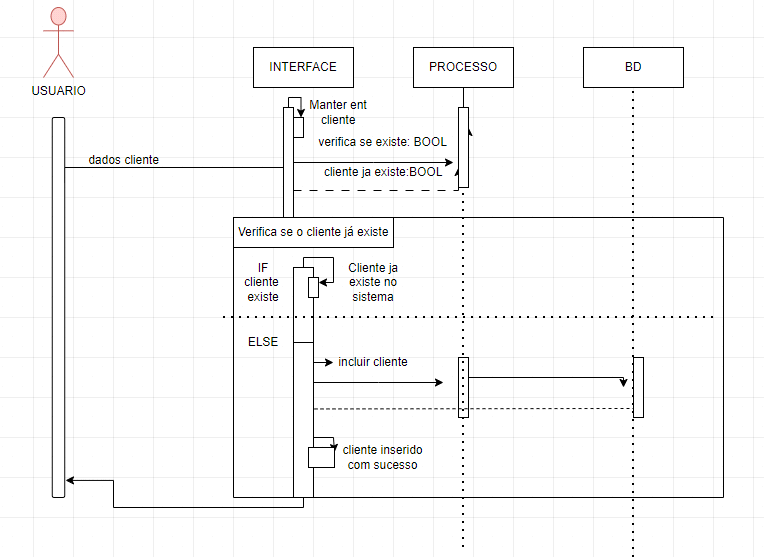 USUARIO
INTERFACE
PROCESSO
BD
Manter ent
cliente
verifica se existe: BOOL
dados cliente
cliente ja existe:BOOL
Verifica se o cliente já existe
IF
cliente
existe
Cliente ja
existe no
sistema
ELSE
incluir cliente
cliente inserido
com sucesso